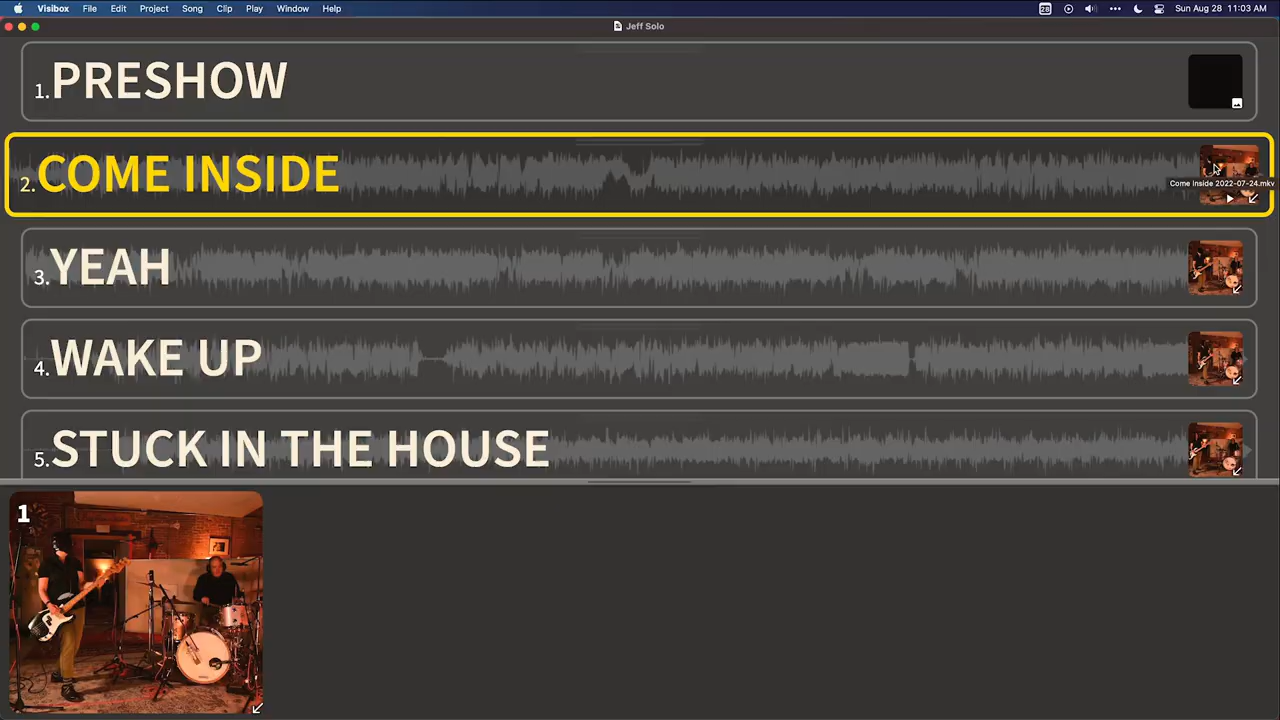 Visibox File Edit Project Song Clip Play Window Help 28 Sun Aug 28 11:03 AM
Jeff Solo
1.PRESHOW
2.COME INSIDE
Come Inside 2022-07-24.mkv
3.YEAH
4.WAKE UP
5.STUCK IN THE HOUSE
1